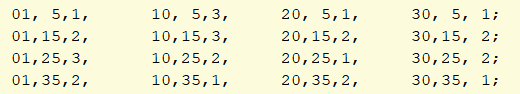 01, 5,1, 10, 5,3, 20, 5,1, 30, 5, 1;
01,15,2, 10,15,3, 20,15,2, 30,15, 2;
01,25,3, 10,25,2, 20,25,1, 30,25, 2;
01,35,2, 10,35,1, 20,35,2, 30,35, 1;